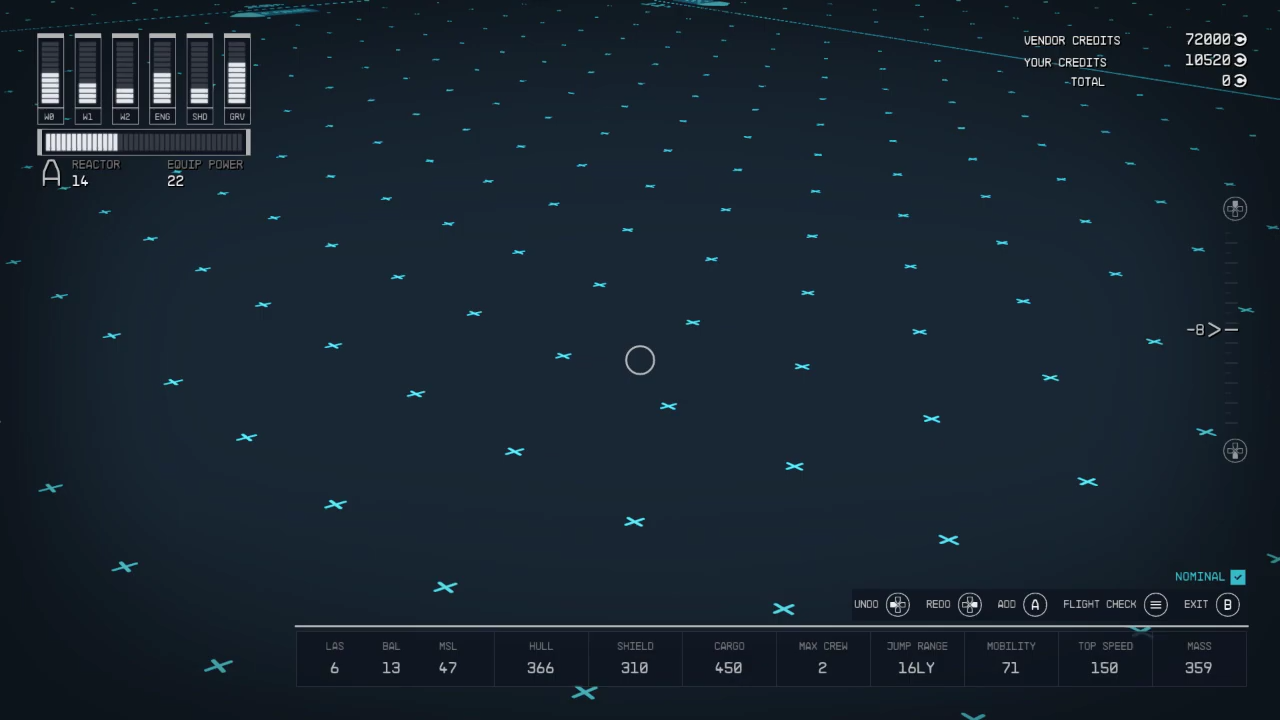 VENDOR CREDITS 72000
YOUR CREDITS 10520
TOTAL 0
W0 W1 W2 ENG SHD GRV
A REACTOR 14
EQUIP POWER 22
-8
NOMINAL
UNDO REDO ADD A FLIGHT CHECK EXIT B
LAS BAL MSL HULL SHIELD CARGO MAX CREW JUMP RANGE MOBILITY TOP SPEED MASS
6 13 47 366 310 450 2 16LY 71 150 359